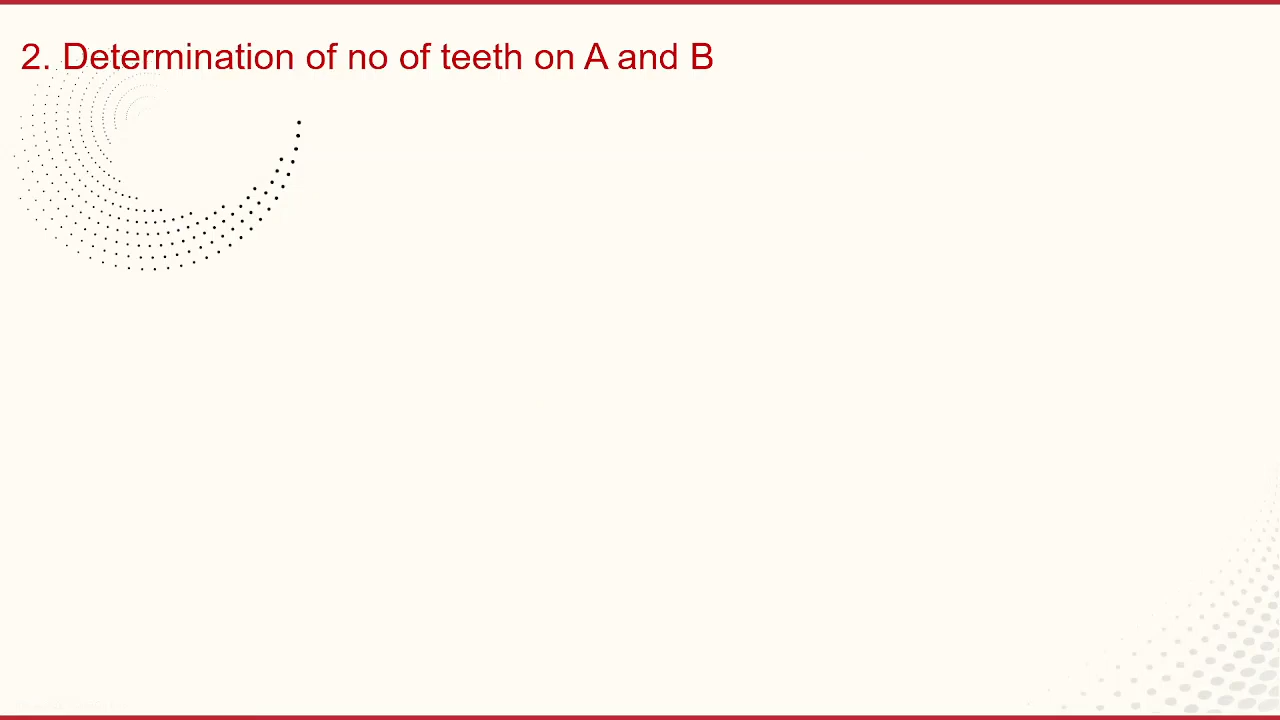 2. Determination of no of teeth on A and B